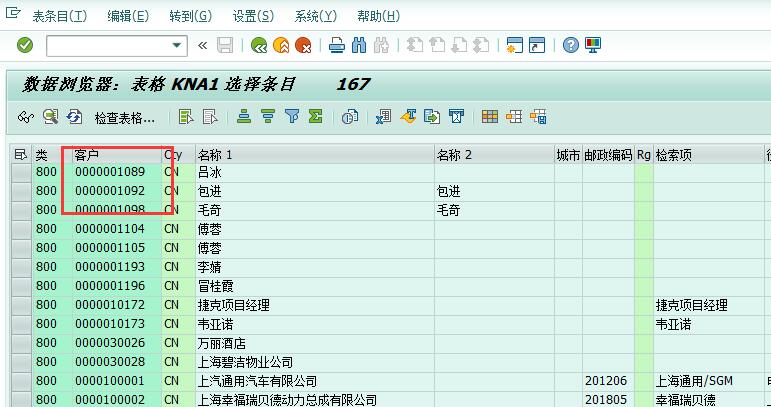 表条目(T) 编辑(E) 转到(G) 设置(S) 系统(Y) 帮助(H)
数据浏览器: 表格 KNA1 选择条目 167
检查表格...
类 客户 Cty 名称 1 名称 2 城市 邮政编码 Rg 检索项
800 0000001089 CN 吕冰
800 0000001092 CN 包进 包进
800 0000001098 CN 毛奇 毛奇
800 0000001104 CN 傅蓉
800 0000001105 CN 傅蓉
800 0000001193 CN 李婧
800 0000001196 CN 冒桂霞
800 0000010172 CN 捷克项目经理 捷克项目经理
800 0000010173 CN 韦亚诺 韦亚诺
800 0000030026 CN 万丽酒店
800 0000030028 CN 上海碧洁物业公司
800 0000100001 CN 上汽通用汽车有限公司 201206 上海通用/SGM
800 0000100002 CN 上海幸福瑞贝德动力总成有限公司 201805 幸福瑞贝德